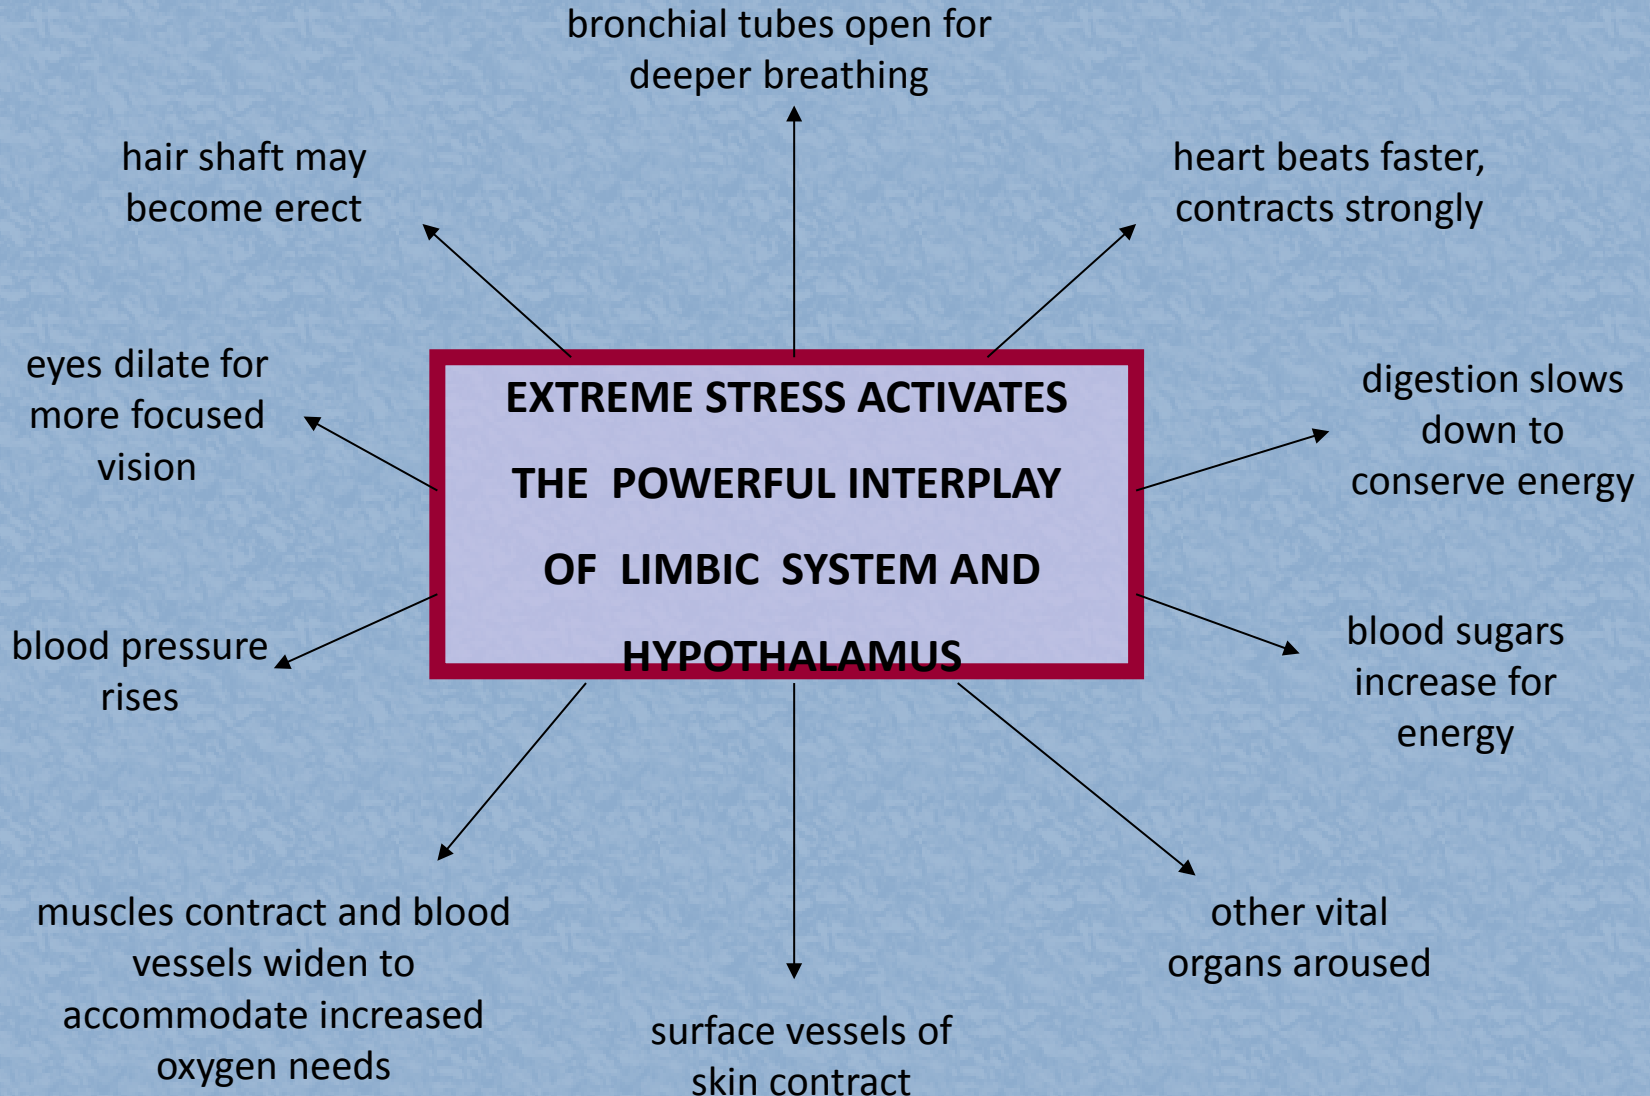 bronchial tubes open for
deeper breathing
hair shaft may
become erect
heart beats faster,
contracts strongly
eyes dilate for
more focused
vision
EXTREME STRESS ACTIVATES
THE POWERFUL INTERPLAY
OF LIMBIC SYSTEM AND
HYPOTHALAMUS
digestion slows
down to
conserve energy
blood pressure
rises
blood sugars
increase for
energy
muscles contract and blood
vessels widen to
accommodate increased
oxygen needs
surface vessels of
skin contract
other vital
organs aroused